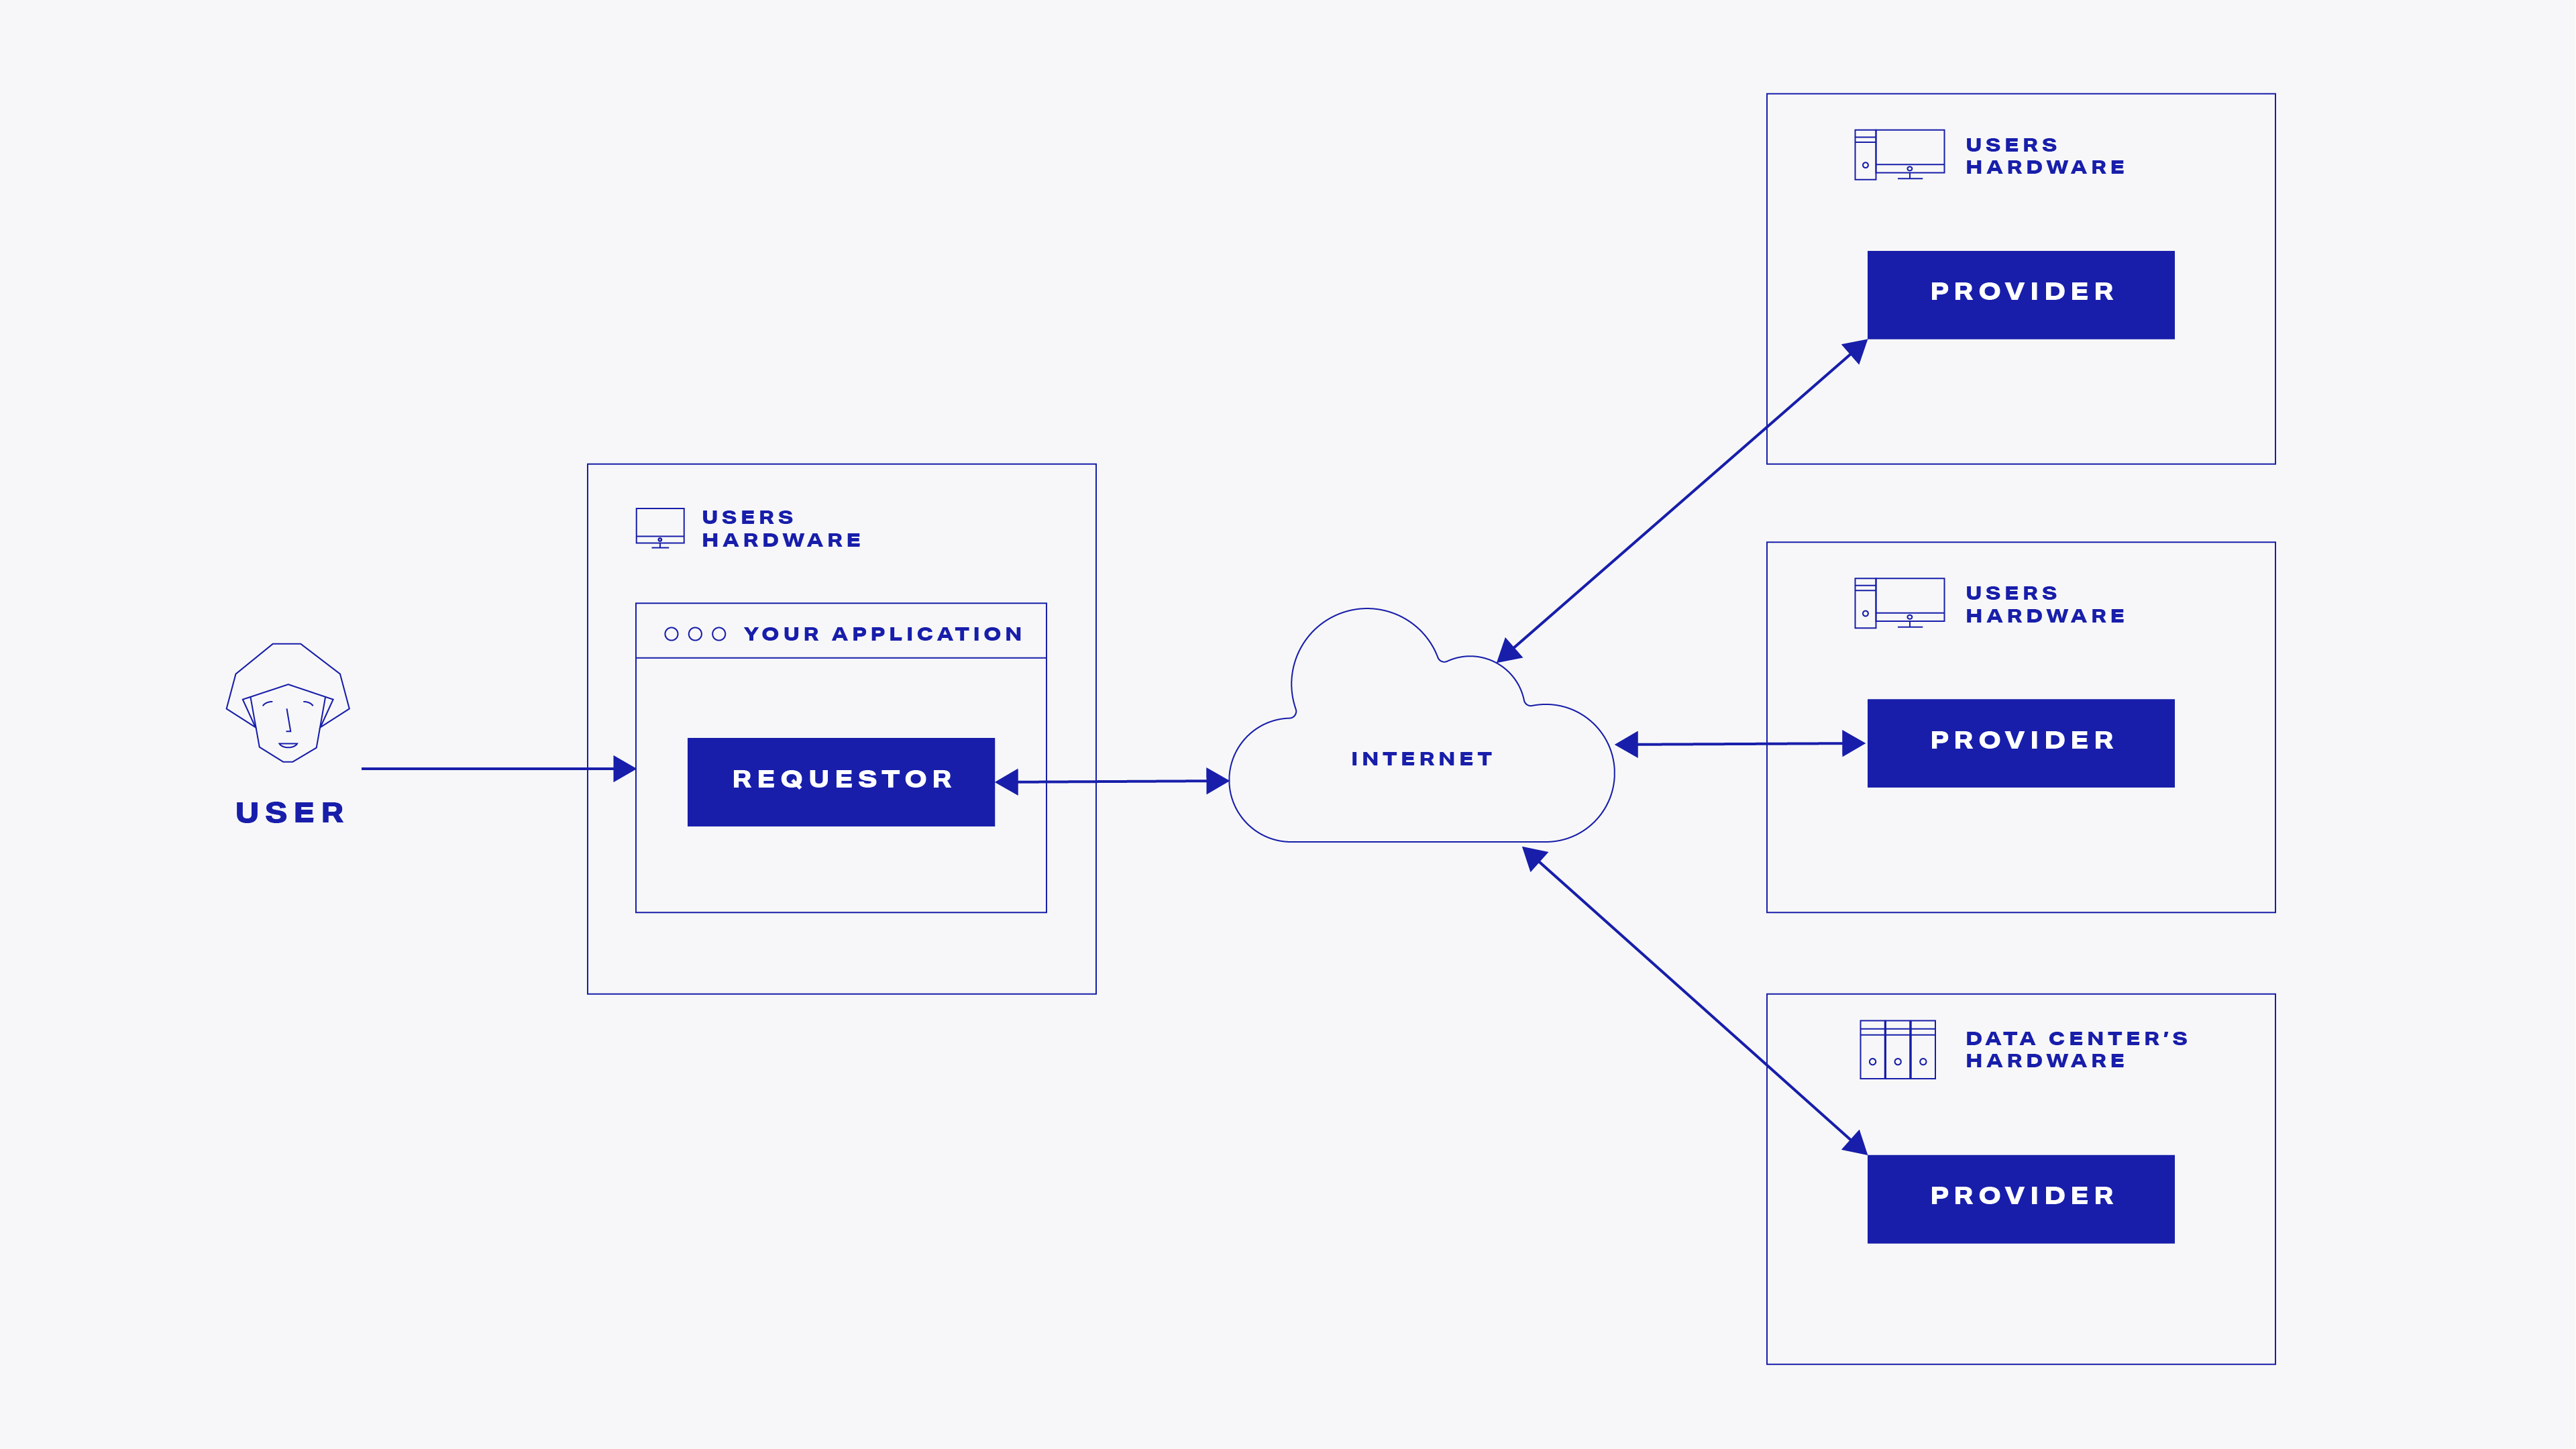 USER
USERS
HARDWARE
YOUR APPLICATION
REQUESTOR
INTERNET
USERS
HARDWARE
PROVIDER
USERS
HARDWARE
PROVIDER
DATA CENTER'S
HARDWARE
PROVIDER